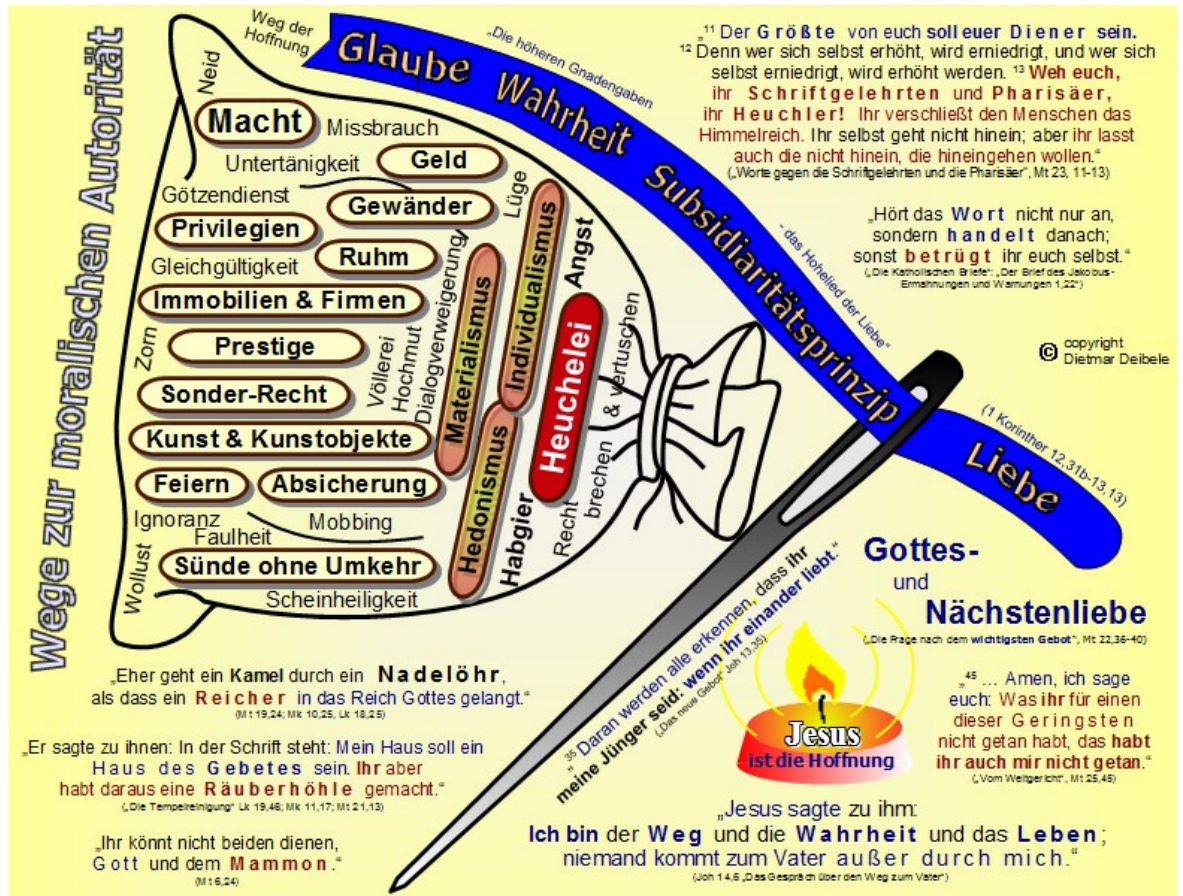 Wege zur moralischen Autorität
Weg der
Hoffnung
Glaube Wahrheit Subsidiaritätsprinzip Liebe
„Die höheren Gnadengaben
- das Hohelied der Liebe“
(1 Korinther 12,31b-13,13)
Neid
Macht
Missbrauch
Untertänigkeit
Geld
Götzendienst
Gewänder
Lüge
Privilegien
Ruhm
Gleichgültigkeit
Immobilien & Firmen
Zorn
Prestige
Sonder-Recht
Völlerei
Hochmut
Dialogverweigerung
Kunst & Kunstobjekte
Feiern
Absicherung
Ignoranz
Faulheit
Mobbing
Wollust
Sünde ohne Umkehr
Scheinheiligkeit
Materialismus
Individualismus
Hedonismus
Angst
Heuchelei
Habgier
Recht
brechen & vertuschen
„¹¹ Der Größte von euch soll euer Diener sein.
¹² Denn wer sich selbst erhöht, wird erniedrigt, und wer sich
selbst erniedrigt, wird erhöht werden. ¹³ Weh euch,
ihr Schriftgelehrten und Pharisäer,
ihr Heuchler! Ihr verschließt den Menschen das
Himmelreich. Ihr selbst geht nicht hinein; aber ihr lasst
auch die nicht hinein, die hineingehen wollen.“
(„Worte gegen die Schriftgelehrten und die Pharisäer“, Mt 23, 11-13)
„Hört das Wort nicht nur an,
sondern handelt danach;
sonst betrügt ihr euch selbst.“
(„Die Katholischen Briefe“: „Der Brief des Jakobus-
Ermahnungen und Warnungen 1,22“)
© copyright
Dietmar Deibele
Gottes-
und
Nächstenliebe
(„Die Frage nach dem wichtigsten Gebot“, Mt 22,36-40)
„³⁵ Daran werden alle erkennen, dass ihr
meine Jünger seid: wenn ihr einander liebt.“
(„Das neue Gebot“ Joh 13,35)
Jesus
ist die Hoffnung
„⁴⁵ ... Amen, ich sage
euch: Was ihr für einen
dieser Geringsten
nicht getan habt, das habt
ihr auch mir nicht getan.“
(„Vom Weltgericht“, Mt 25,45)
„Eher geht ein Kamel durch ein Nadelöhr,
als dass ein Reicher in das Reich Gottes gelangt.“
(Mt 19,24; Mk 10,25, Lk 18,25)
„Er sagte zu ihnen: In der Schrift steht: Mein Haus soll ein
Haus des Gebetes sein. Ihr aber
habt daraus eine Räuberhöhle gemacht.“
(„Die Tempelreinigung“ Lk 19,46; Mk 11,17; Mt 21,13)
„Ihr könnt nicht beiden dienen,
Gott und dem Mammon.“
(Mt 6,24)
„Jesus sagte zu ihm:
Ich bin der Weg und die Wahrheit und das Leben;
niemand kommt zum Vater außer durch mich.“
(Joh 14,6 „Das Gespräch über den Weg zum Vater“)